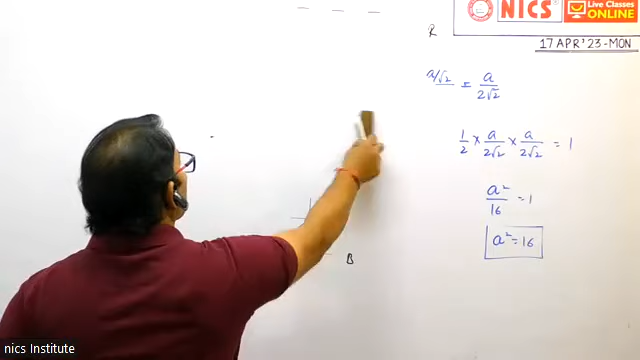 NICS
Live Classes
ONLINE
17 APR'23-MON
R
a/√2 = a/2√2
1/2 × a/2√2 × a/2√2 = 1
a²/16 = 1
a² = 16
B
nics Institute